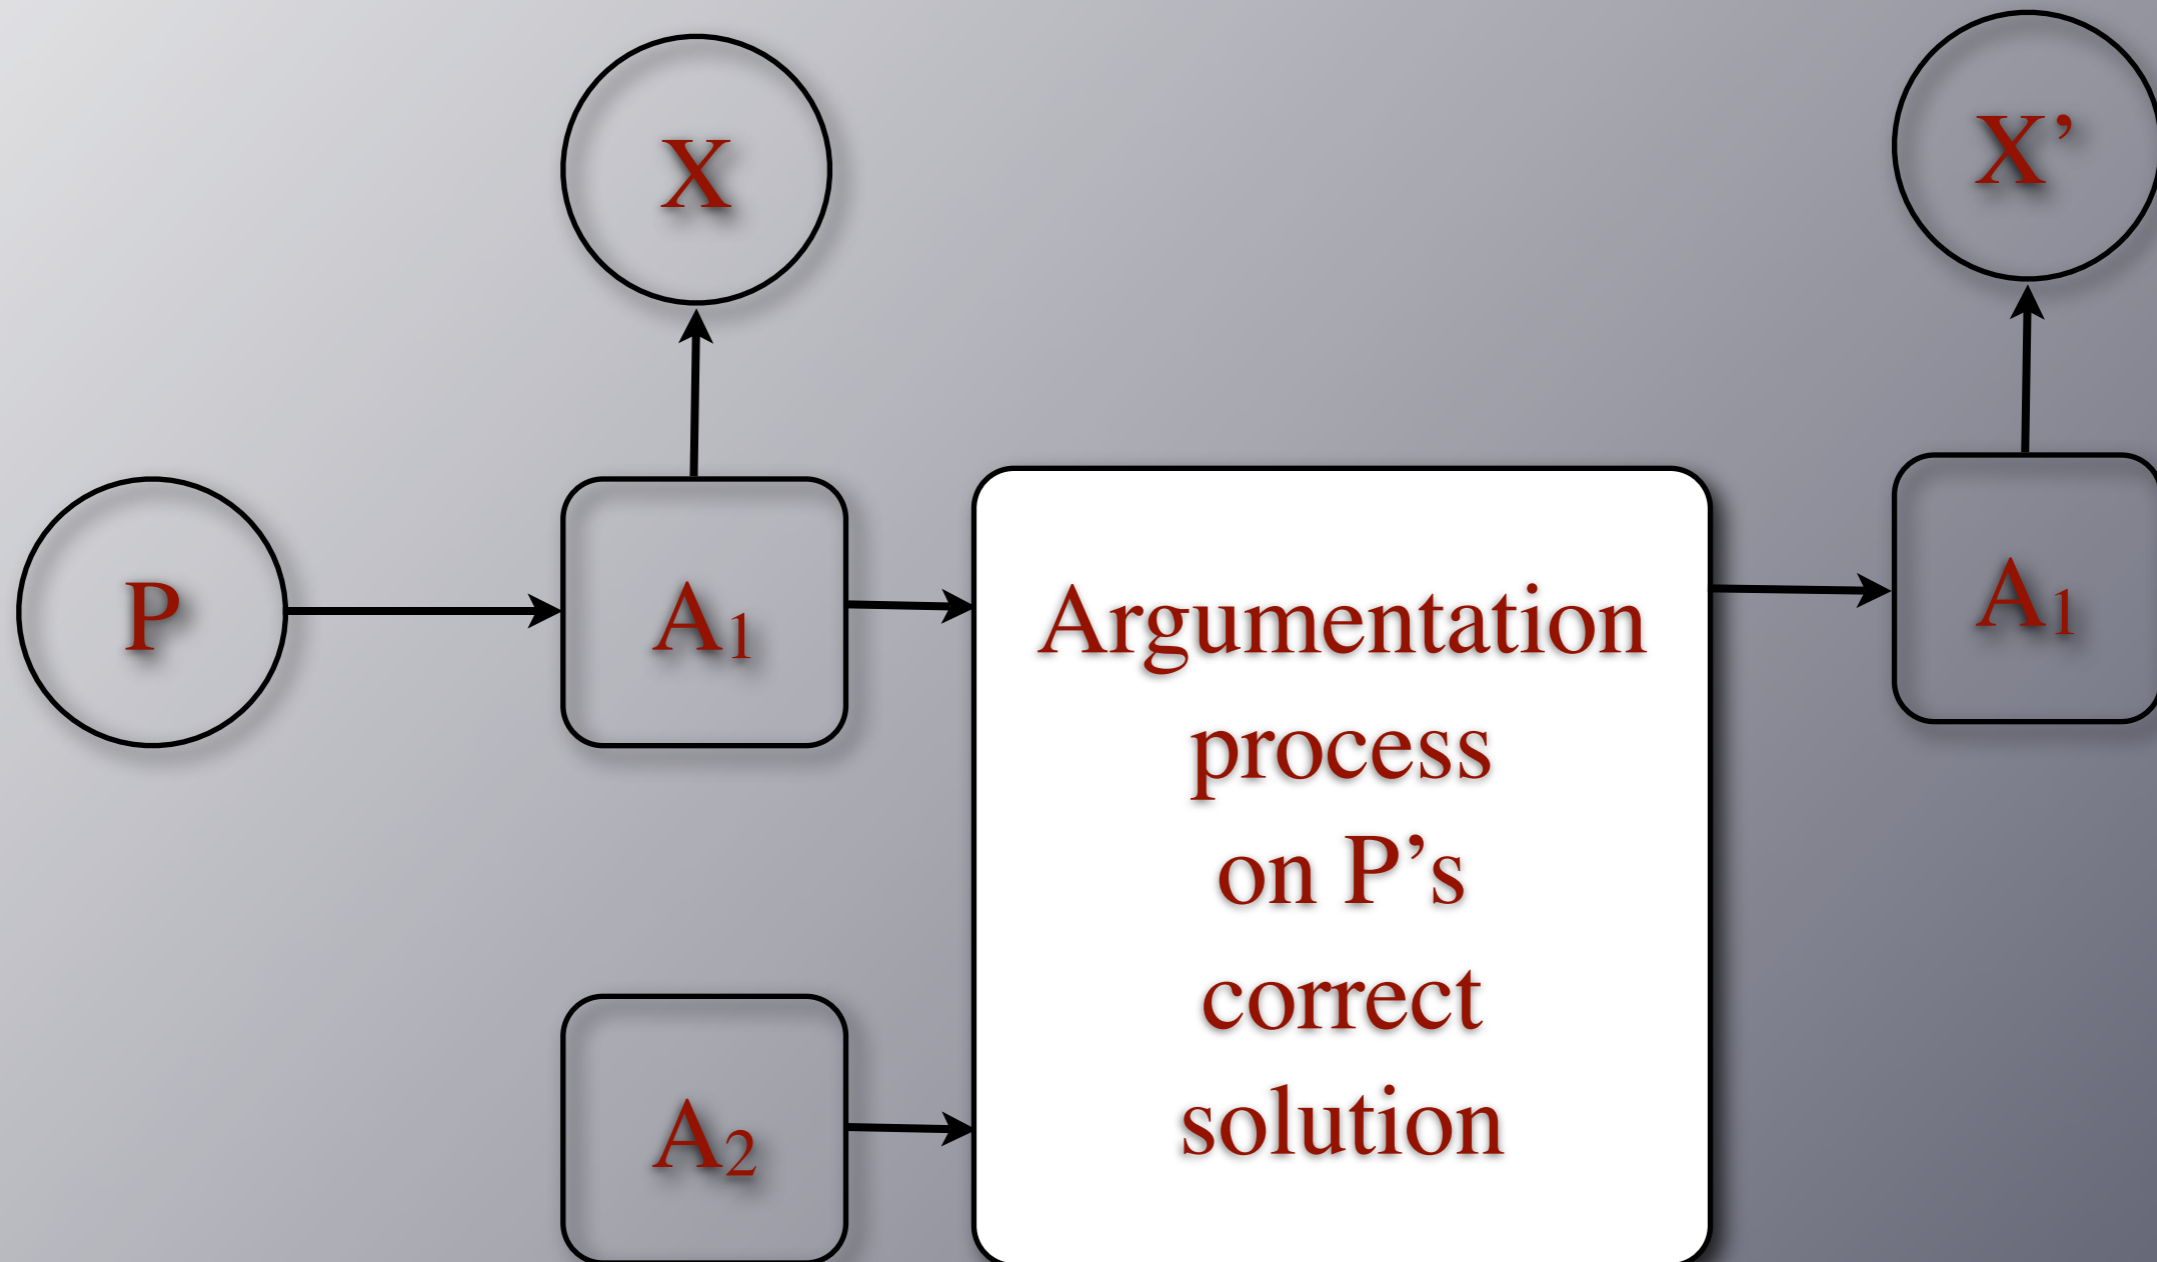 X
X’
P
A1
Argumentation
process
on P’s
correct
solution
A1
A2